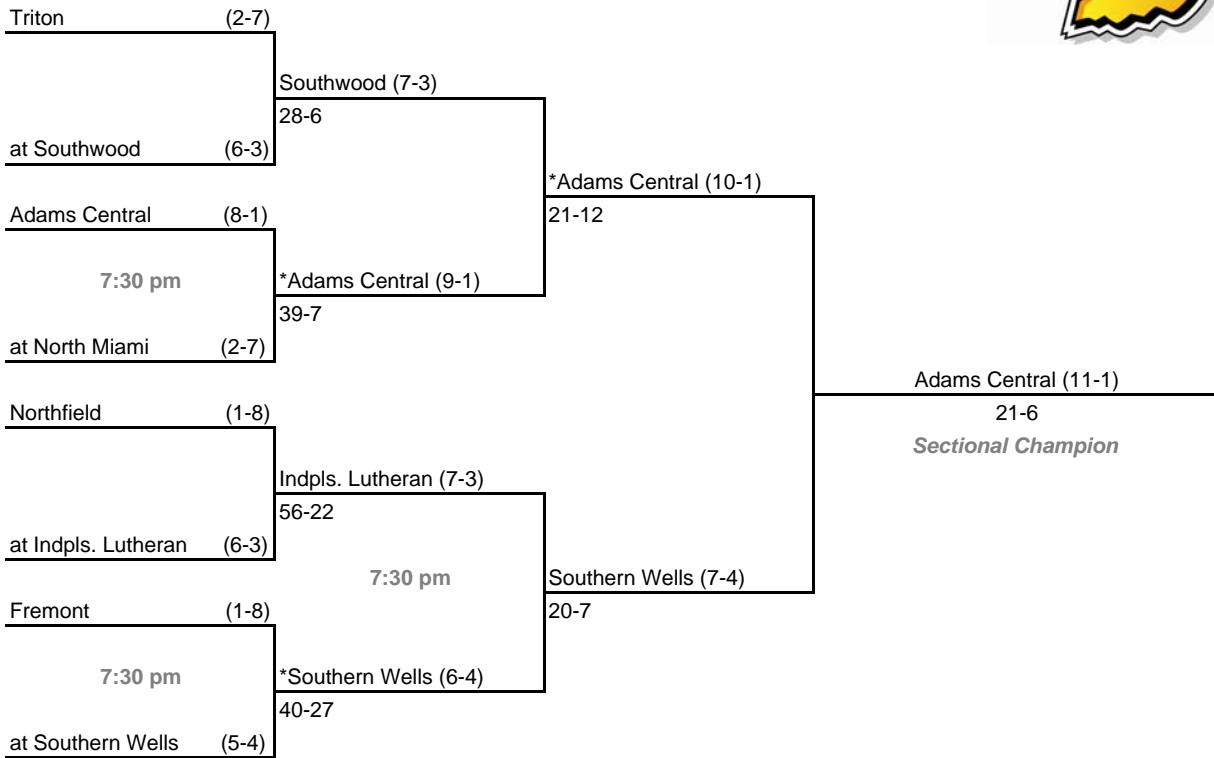 Triton (2-7)
Southwood (7-3)
28-6
at Southwood (6-3)
*Adams Central (10-1)
21-12
Adams Central (8-1)
7:30 pm
*Adams Central (9-1)
39-7
at North Miami (2-7)
Adams Central (11-1)
21-6
Sectional Champion
Northfield (1-8)
Indpls. Lutheran (7-3)
56-22
at Indpls. Lutheran (6-3)
7:30 pm
Southern Wells (7-4)
20-7
Fremont (1-8)
7:30 pm
*Southern Wells (6-4)
40-27
at Southern Wells (5-4)